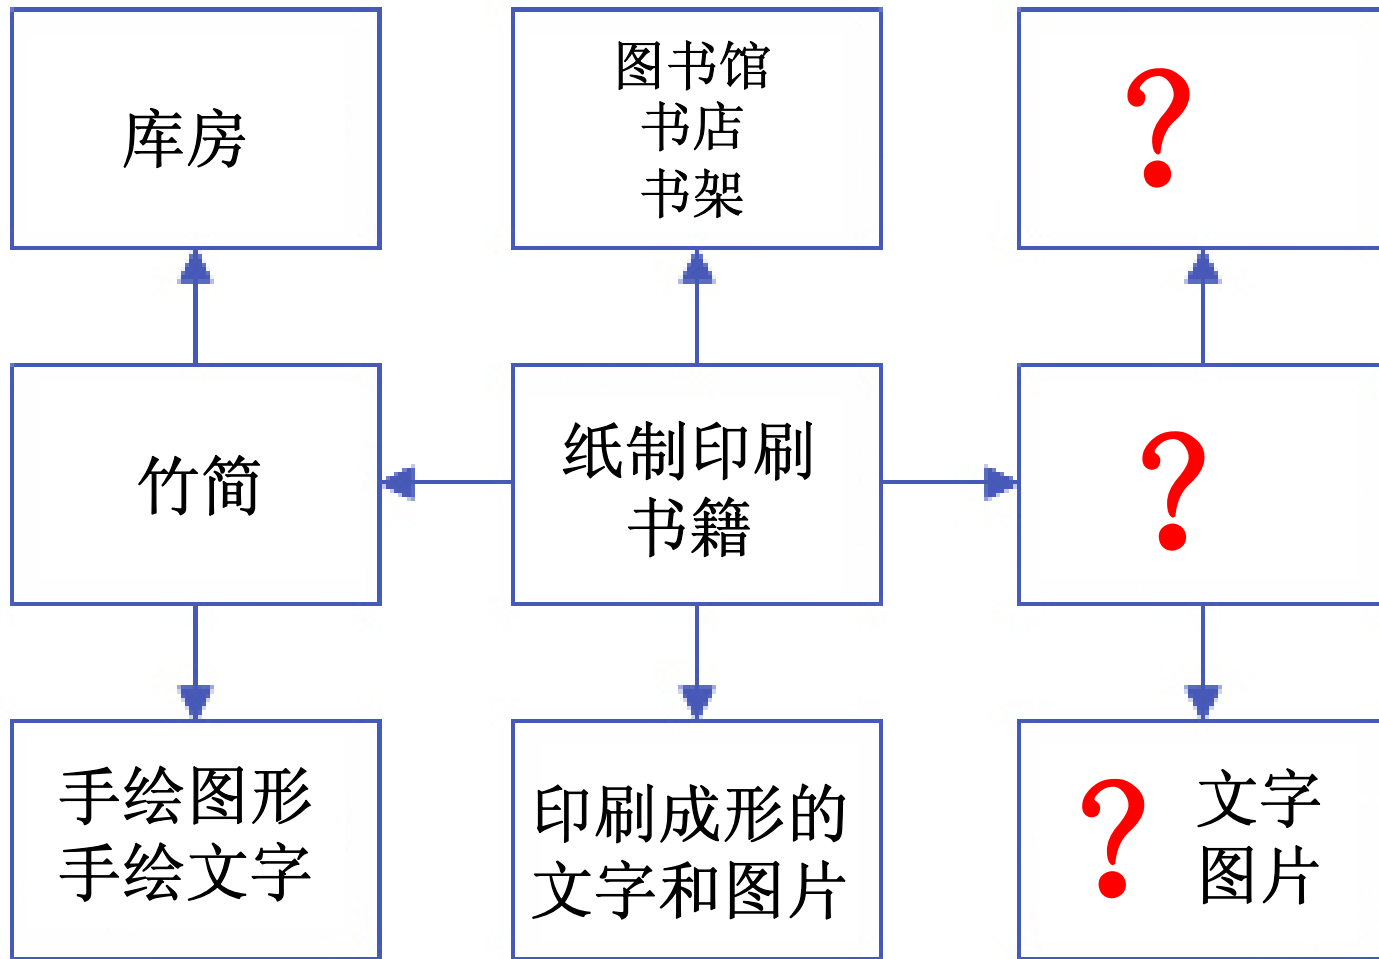 库房
图书馆
书店
书架
?
竹简
纸制印刷
书籍
?
手绘图形
手绘文字
印刷成形的
文字和图片
? 文字
图片